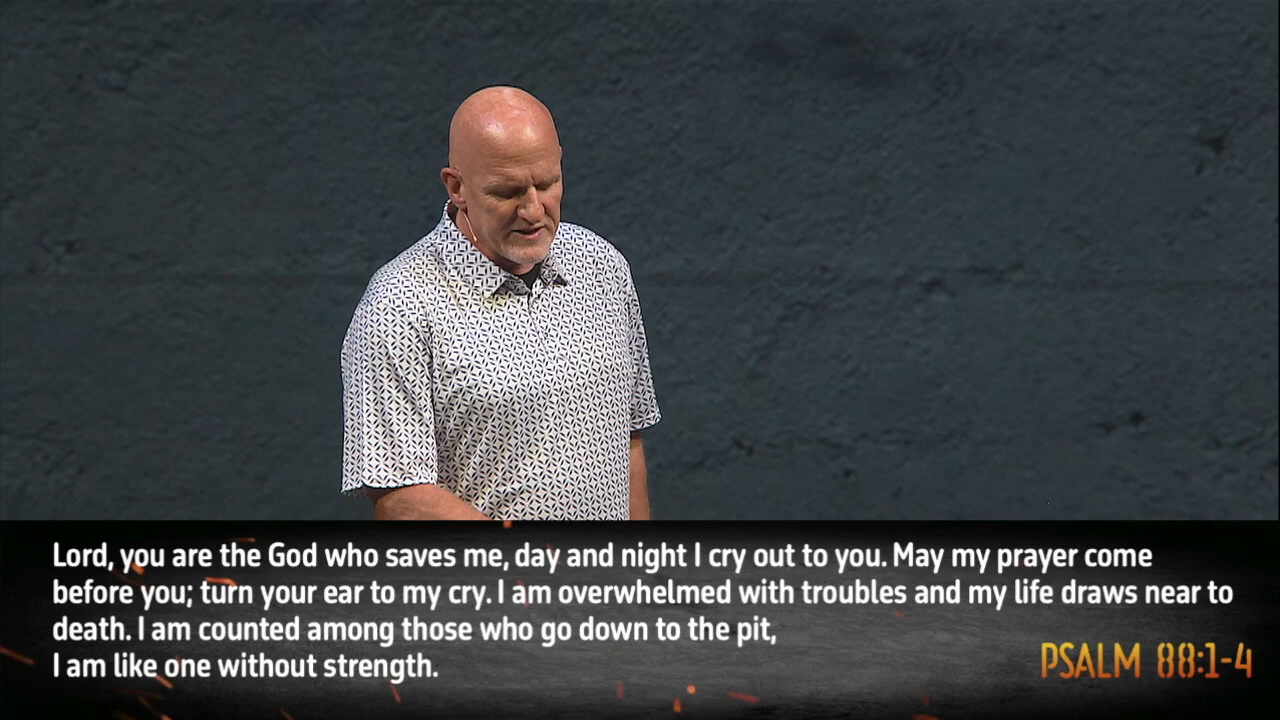 Lord, you are the God who saves me, day and night I cry out to you. May my prayer come
before you; turn your ear to my cry. I am overwhelmed with troubles and my life draws near to
death. I am counted among those who go down to the pit,
I am like one without strength.
PSALM 88:1-4